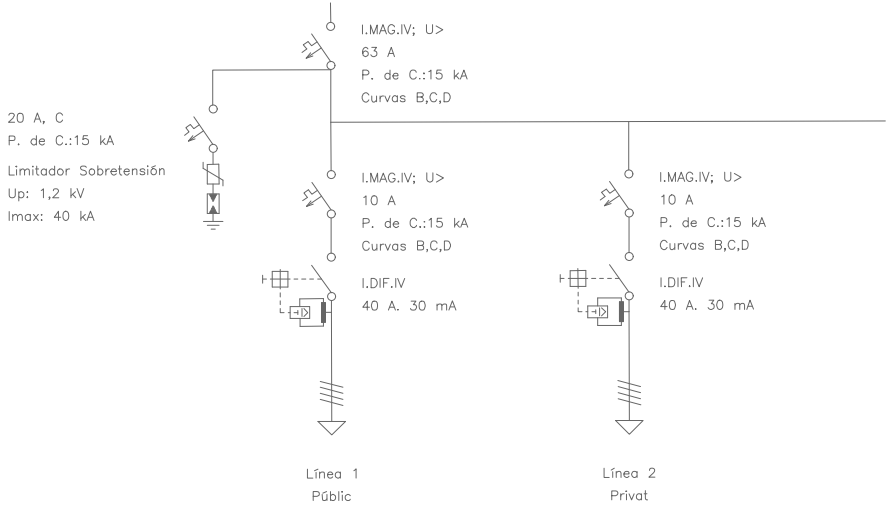 I.MAG.IV; U>
63 A
P. de C.:15 kA
Curvas B,C,D
20 A, C
P. de C.:15 kA
Limitador Sobretensión
Up: 1,2 kV
Imax: 40 kA
I.MAG.IV; U>
10 A
P. de C.:15 kA
Curvas B,C,D
I.DIF.IV
40 A. 30 mA
I.MAG.IV; U>
10 A
P. de C.:15 kA
Curvas B,C,D
I.DIF.IV
40 A. 30 mA
Línea 1
Públic
Línea 2
Privat